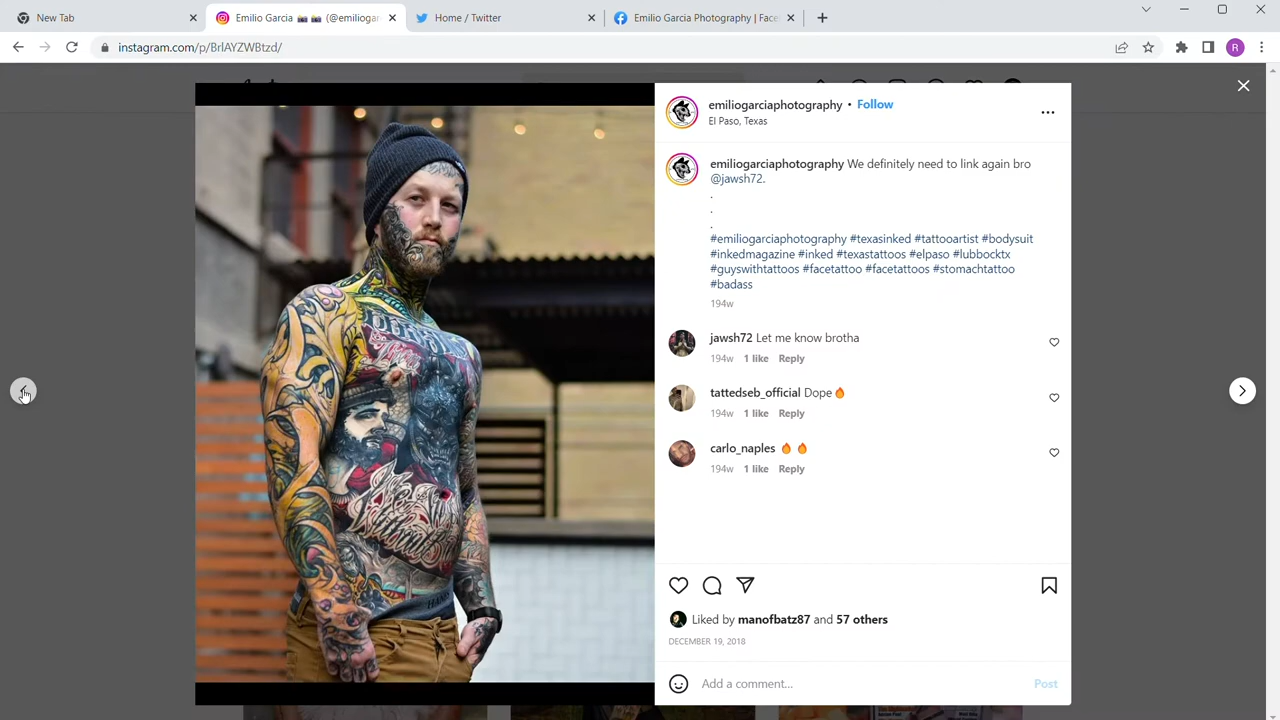 New Tab
Emilio Garcia 📸 📸 (@emilioga
Home / Twitter
Emilio Garcia Photography | Face
instagram.com/p/BrlAYZWBtzd/
R
emiliogarciaphotography • Follow
El Paso, Texas
emiliogarciaphotography We definitely need to link again bro
@jawsh72.
.
.
.
#emiliogarciaphotography #texasinked #tattooartist #bodysuit
#inkedmagazine #inked #texastattoos #elpaso #lubbocktx
#guyswithtattoos #facetattoo #facetattoos #stomachtattoo
#badass
194w
jawsh72 Let me know brotha
194w 1 like Reply
tattedseb_official Dope🔥
194w 1 like Reply
carlo_naples 🔥 🔥
194w 1 like Reply
Liked by manofbatz87 and 57 others
DECEMBER 19, 2018
Add a comment...
Post